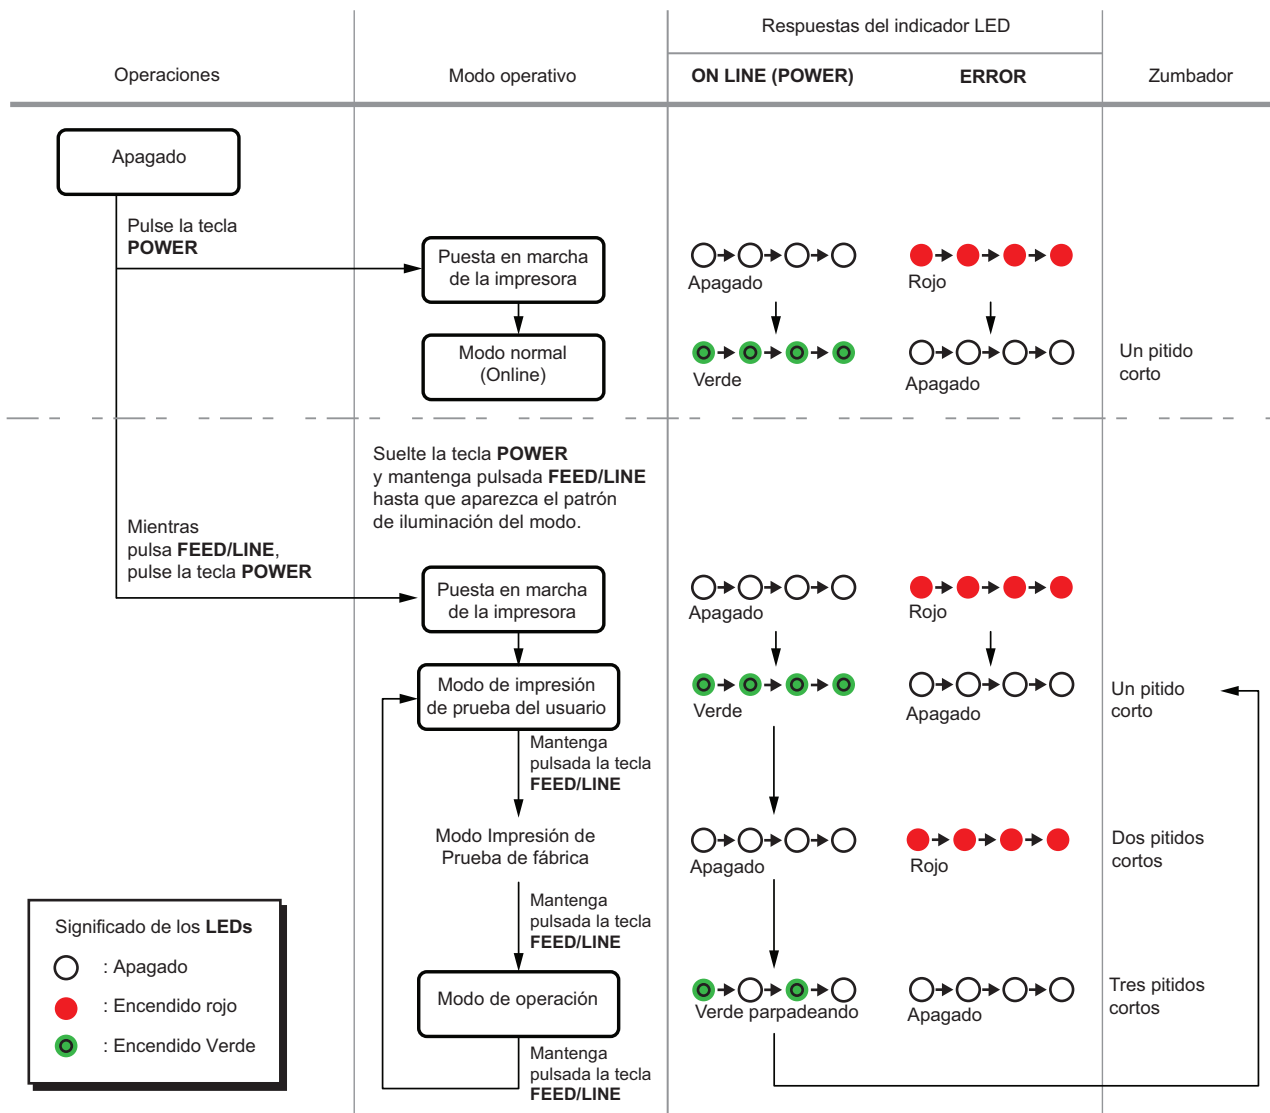 Respuestas del indicador LED
Operaciones
Modo operativo
ON LINE (POWER)
ERROR
Zumbador
Apagado
Pulse la tecla
POWER
Puesta en marcha
de la impresora
Apagado
Rojo
Modo normal
(Online)
Verde
Apagado
Un pitido
corto
Suelte la tecla POWER
y mantenga pulsada FEED/LINE
hasta que aparezca el patrón
de iluminación del modo.
Mientras
pulsa FEED/LINE,
pulse la tecla POWER
Puesta en marcha
de la impresora
Apagado
Rojo
Modo de impresión
de prueba del usuario
Verde
Apagado
Un pitido
corto
Mantenga
pulsada la tecla
FEED/LINE
Modo Impresión de
Prueba de fábrica
Apagado
Rojo
Dos pitidos
cortos
Mantenga
pulsada la tecla
FEED/LINE
Modo de operación
Verde parpadeando
Apagado
Tres pitidos
cortos
Mantenga
pulsada la tecla
FEED/LINE
Significado de los LEDs
: Apagado
: Encendido rojo
: Encendido Verde